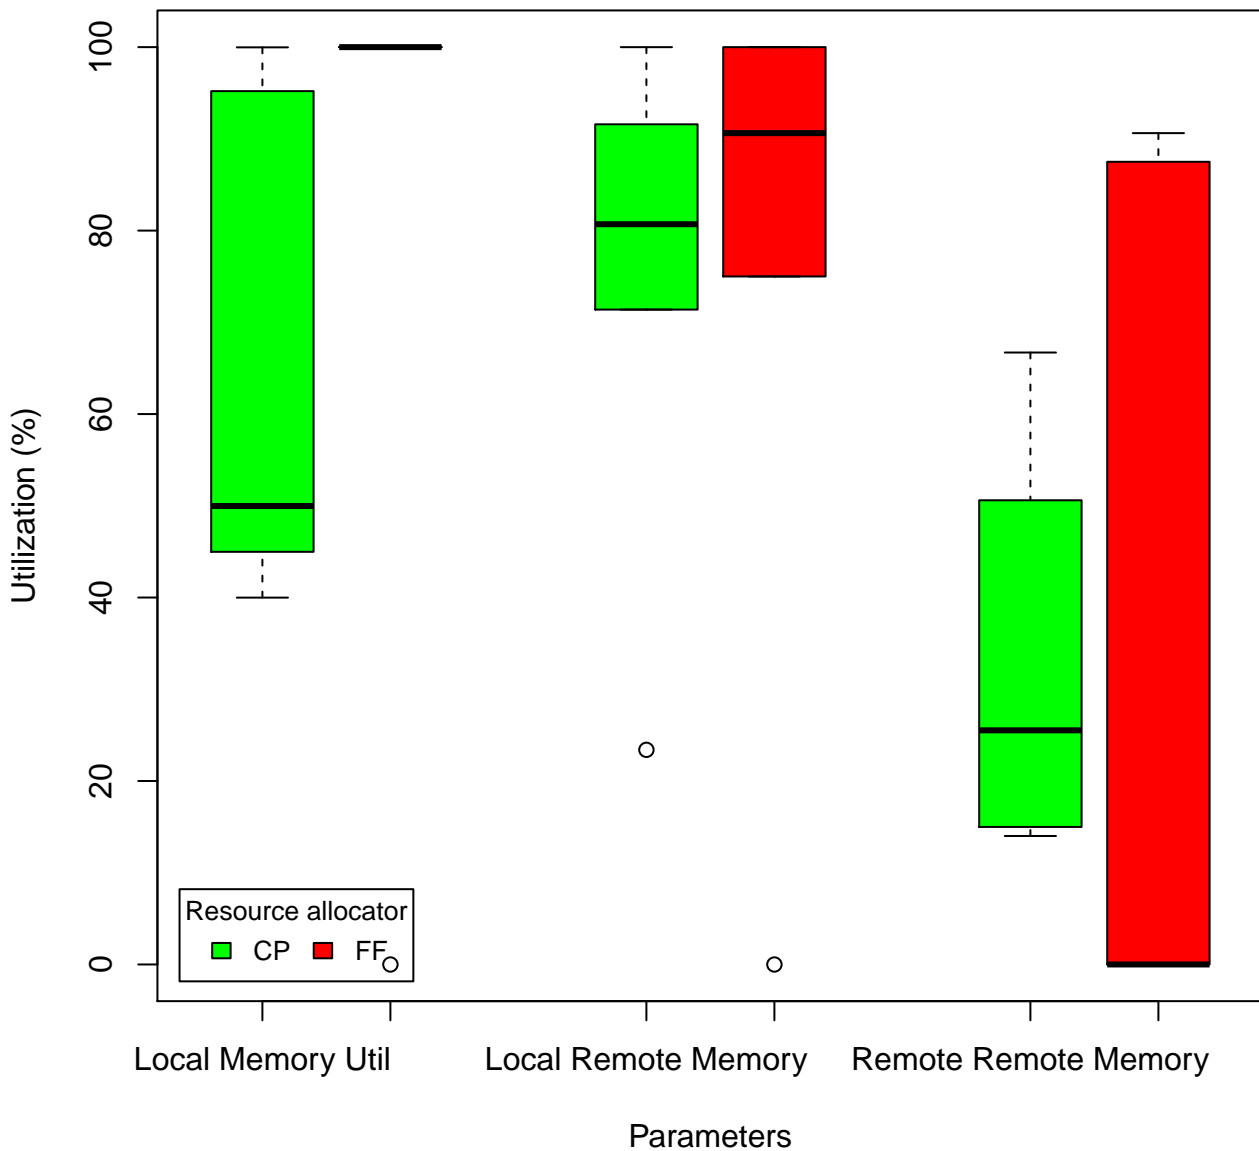 100
80
60
40
20
0
Utilization (%)
Resource allocator
CP FF
Local Memory Util Local Remote Memory Remote Remote Memory
Parameters